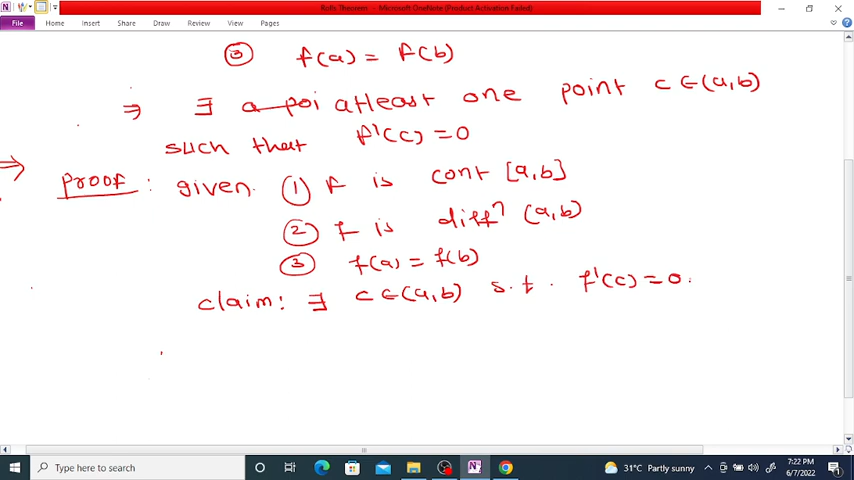 Rolls Theorem - Microsoft OneNote (Product Activation Failed)
File Home Insert Draw History Review View Pages
③ f(a) = f(b)
⇒ ∃ a poi atleast one point c ∈ (a,b)
such that f'(c) = 0
⇒ Proof : given. ① f is cont [a,b]
② f is diffⁿ (a,b)
③ f(a) = f(b)
claim: ∃ c ∈ (a,b) s.t. f'(c) = 0.
Type here to search 31°C Partly sunny 7:22 PM
6/7/2022